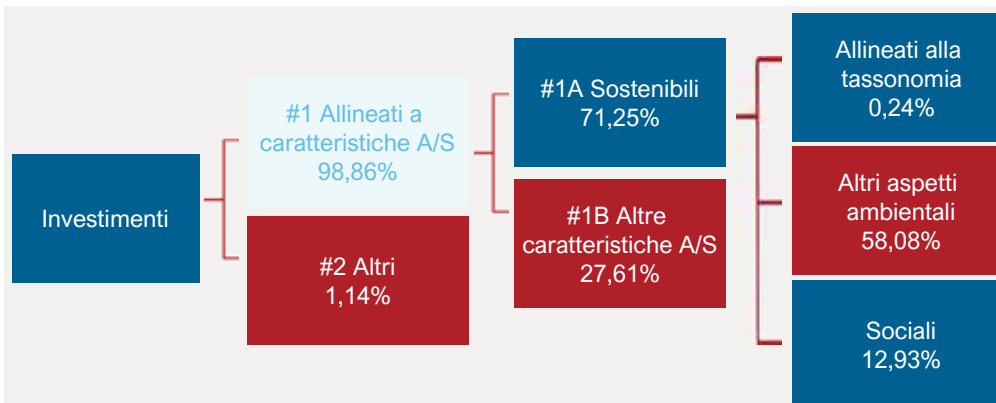 Investimenti
#1 Allineati a
caratteristiche A/S
98,86%
#2 Altri
1,14%
#1A Sostenibili
71,25%
#1B Altre
caratteristiche A/S
27,61%
Allineati alla
tassonomia
0,24%
Altri aspetti
ambientali
58,08%
Sociali
12,93%